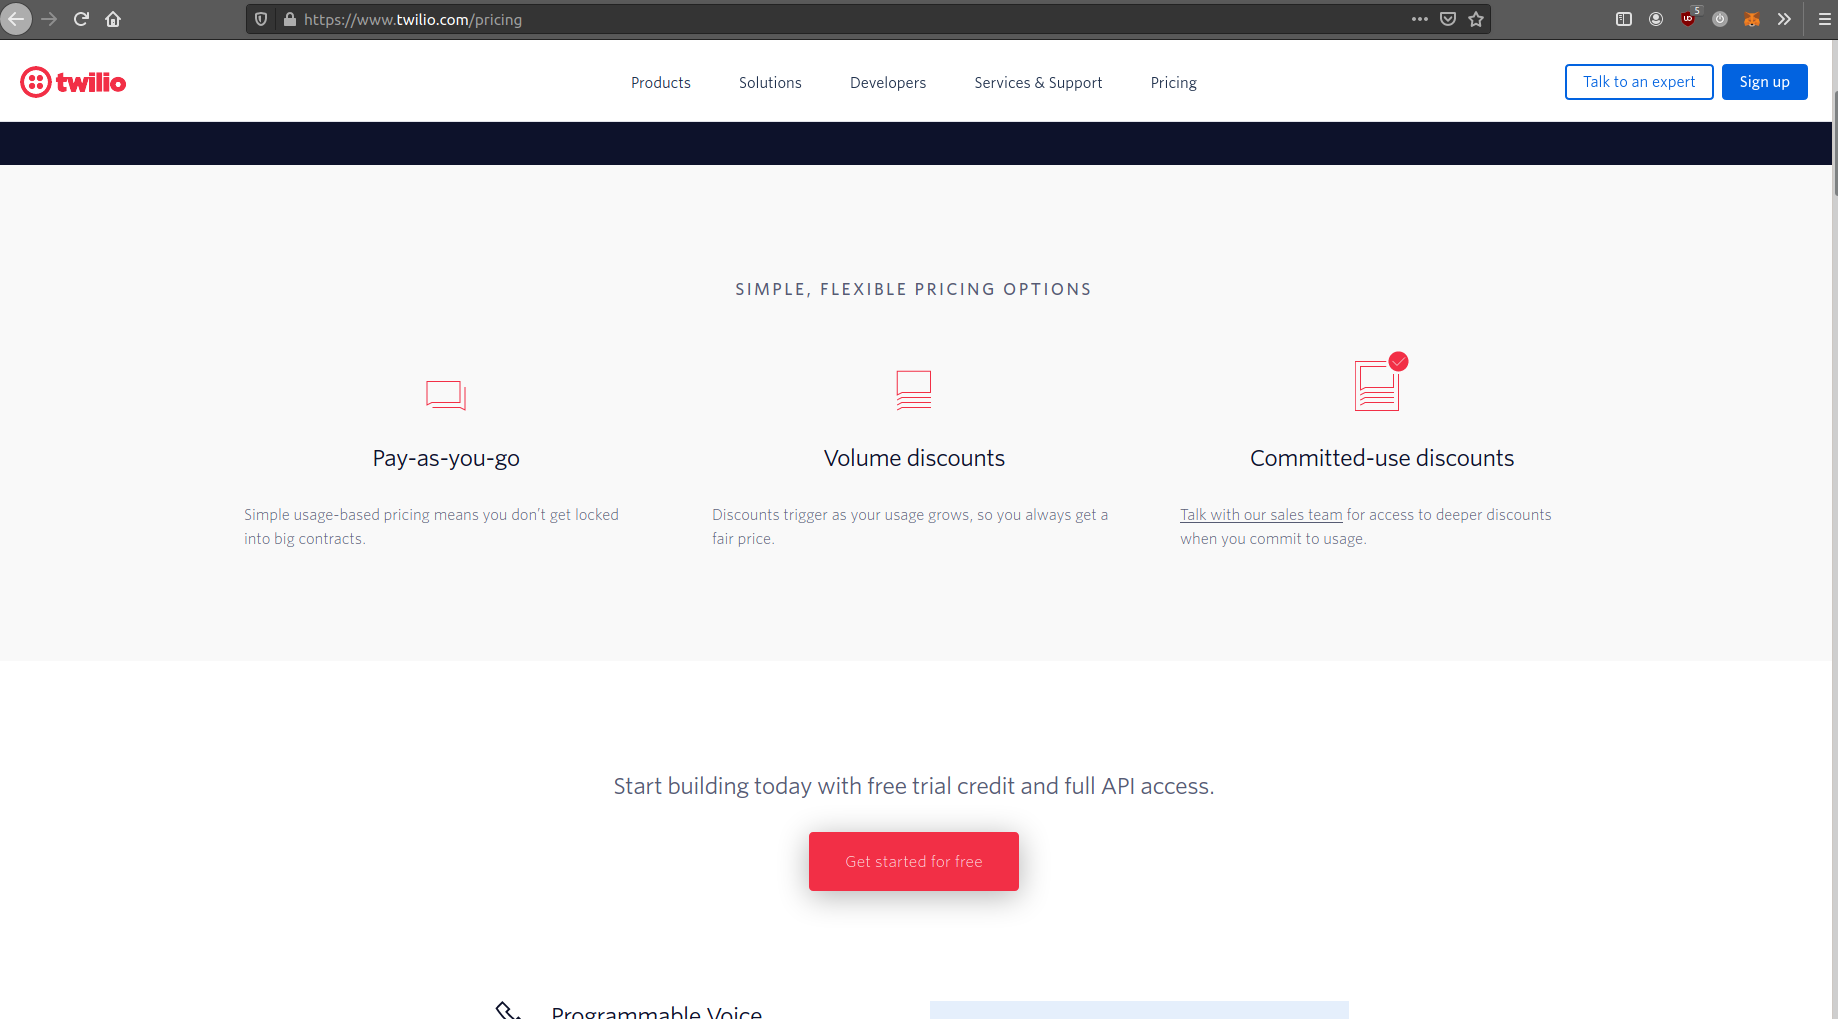 https://www.twilio.com/pricing
5
twilio
Products
Solutions
Developers
Services & Support
Pricing
Talk to an expert
Sign up
SIMPLE, FLEXIBLE PRICING OPTIONS
Pay-as-you-go
Simple usage-based pricing means you don’t get locked
into big contracts.
Volume discounts
Discounts trigger as your usage grows, so you always get a
fair price.
Committed-use discounts
Talk with our sales team for access to deeper discounts
when you commit to usage.
Start building today with free trial credit and full API access.
Get started for free
Programmable Voice